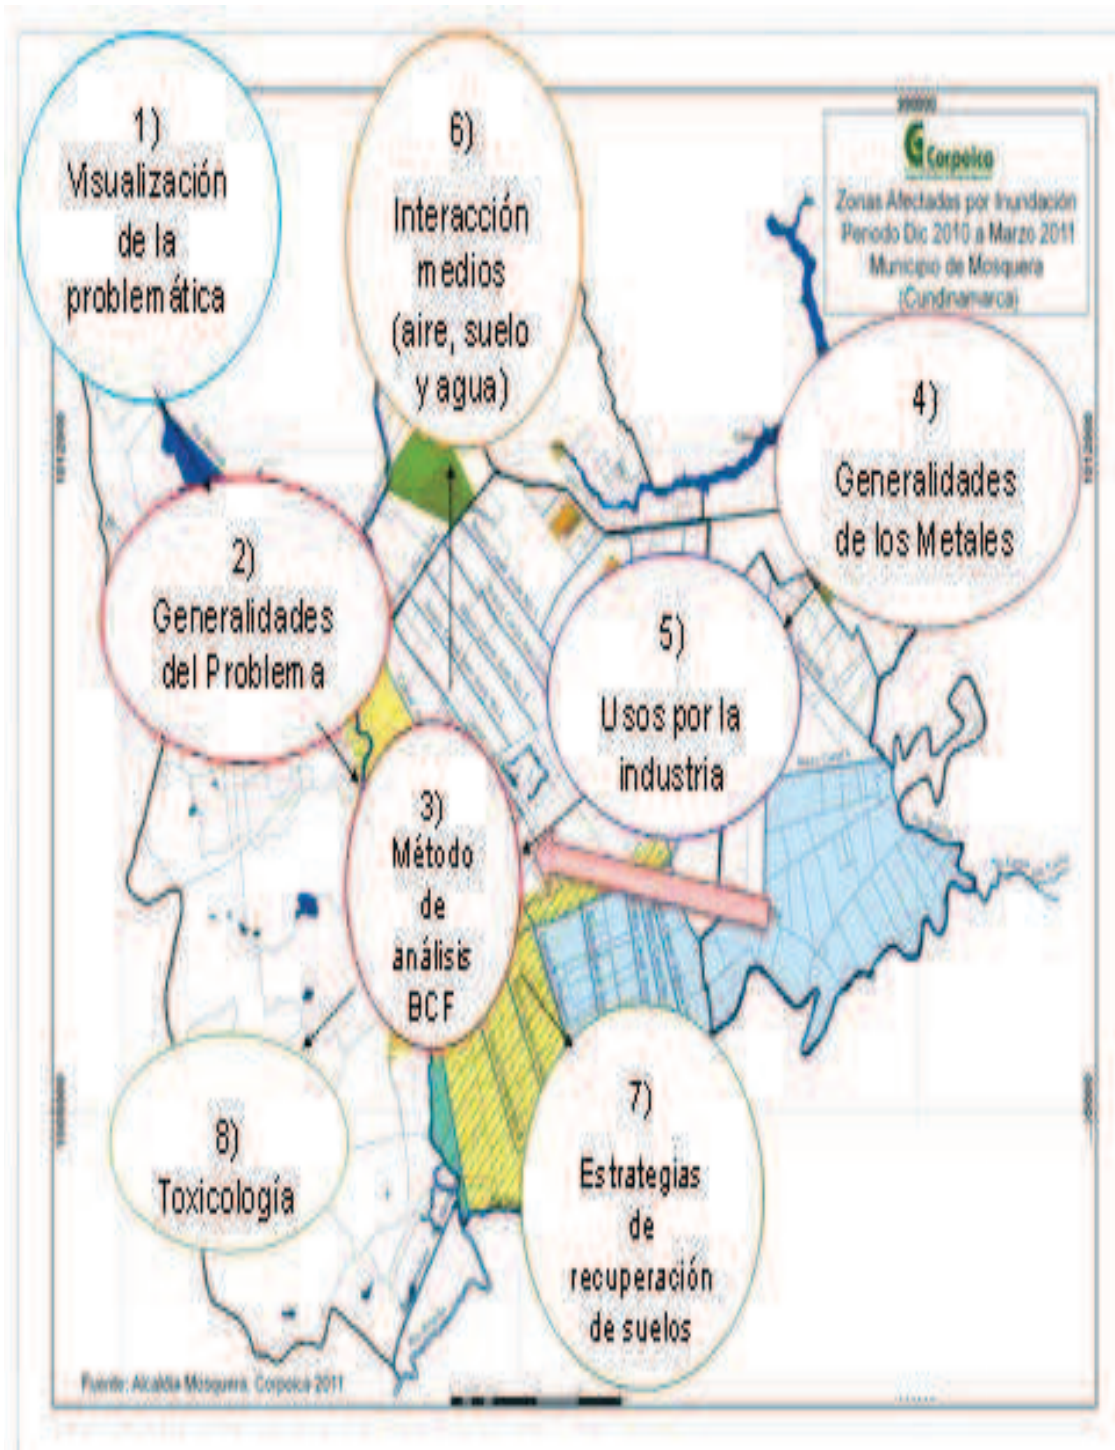 1)
Visualización
de la
problemática
6)
Interacción
medios
(aire, suelo
y agua)
Corpoica
Zonas Afectadas por Inundación
Periodo Dic 2010 a Marzo 2011
Municipio de Mosquera
(Cundinamarca)
4)
Generalidades
de los Metales
2)
Generalidades
del Problema
5)
Usos por la
industria
3)
Método
de
análisis
BCF
7)
Estrategias
de
recuperación
de suelos
8)
Toxicología
Fuente: Alcaldia Mosquera. Corpoica 2011